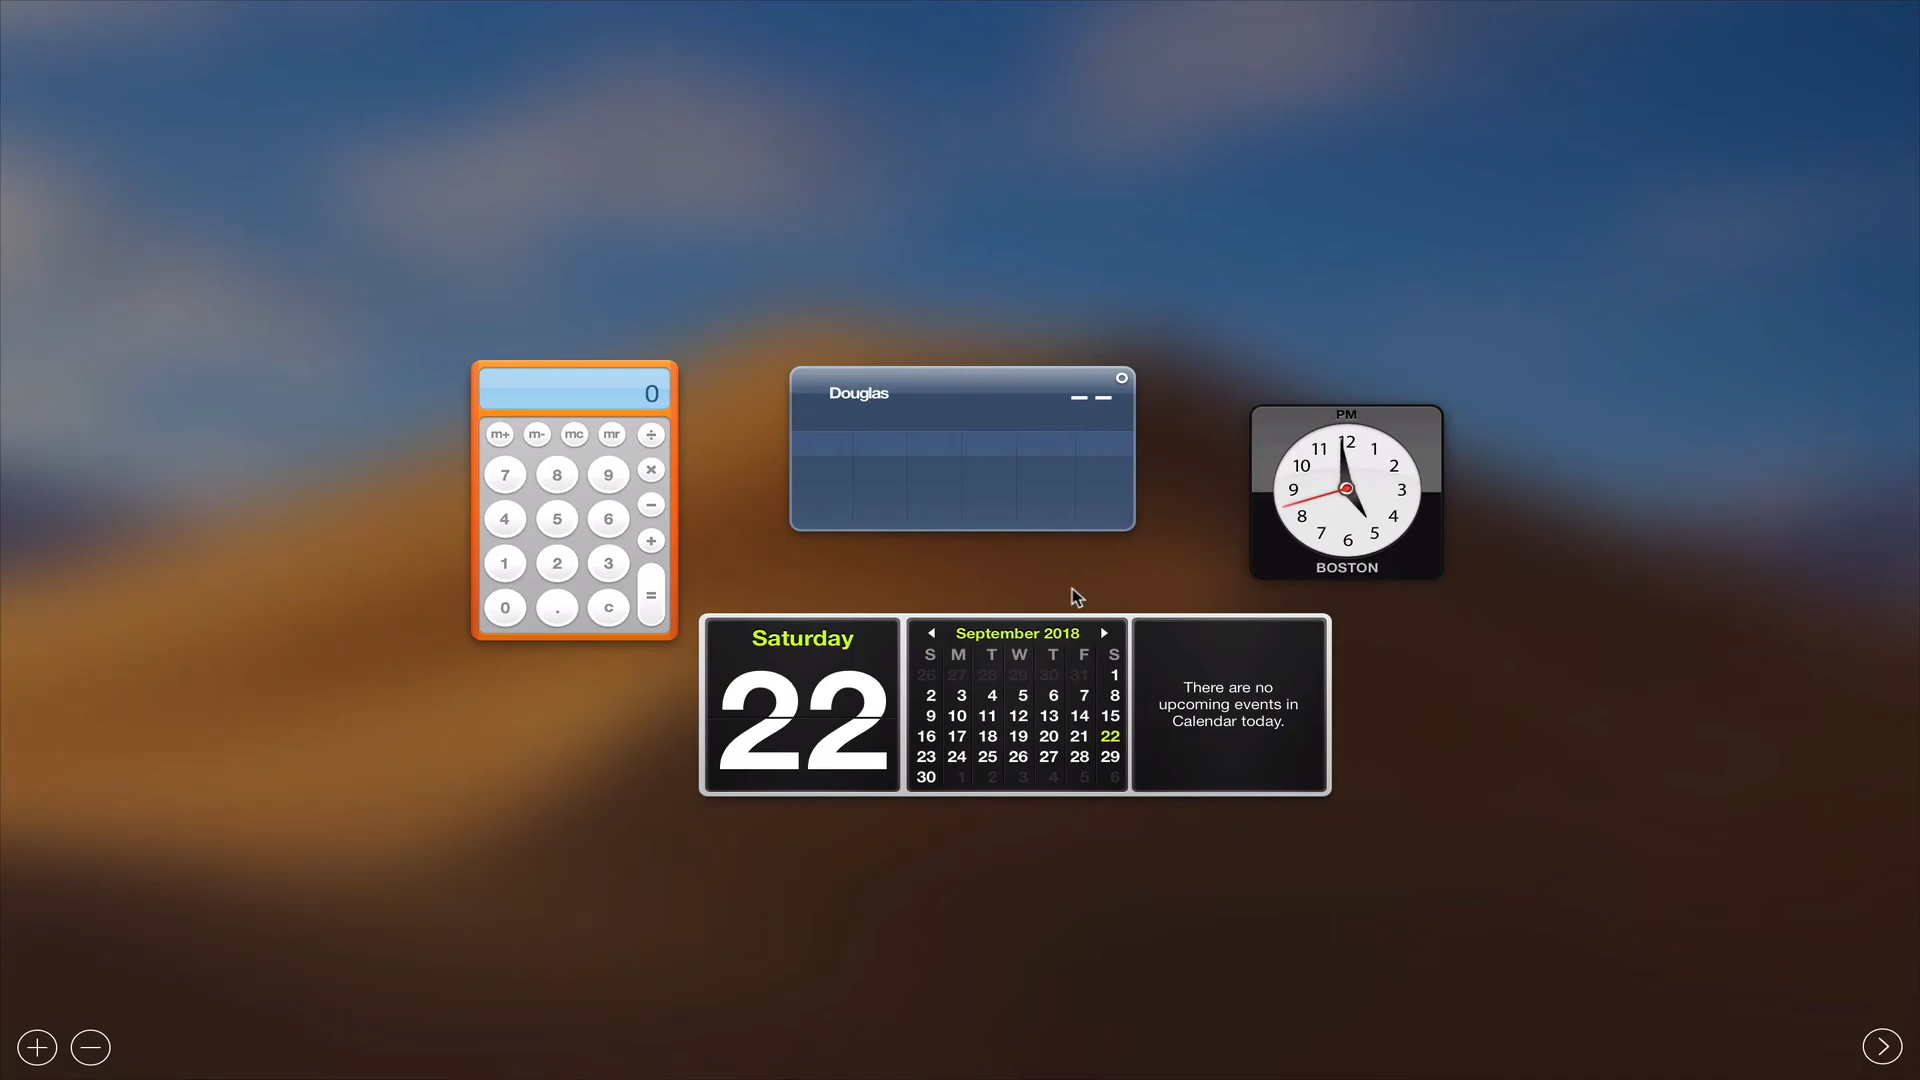 0
m+ m- mc mr ÷
7 8 9 ×
4 5 6 −
1 2 3 +
0 . c =
Douglas
— —
PM
12
11 1
10 2
9 3
8 4
7 5
6
BOSTON
Saturday
22
September 2018
S M T W T F S
26 27 28 29 30 31 1
2 3 4 5 6 7 8
9 10 11 12 13 14 15
16 17 18 19 20 21 22
23 24 25 26 27 28 29
30 1 2 3 4 5 6
There are no
upcoming events in
Calendar today.